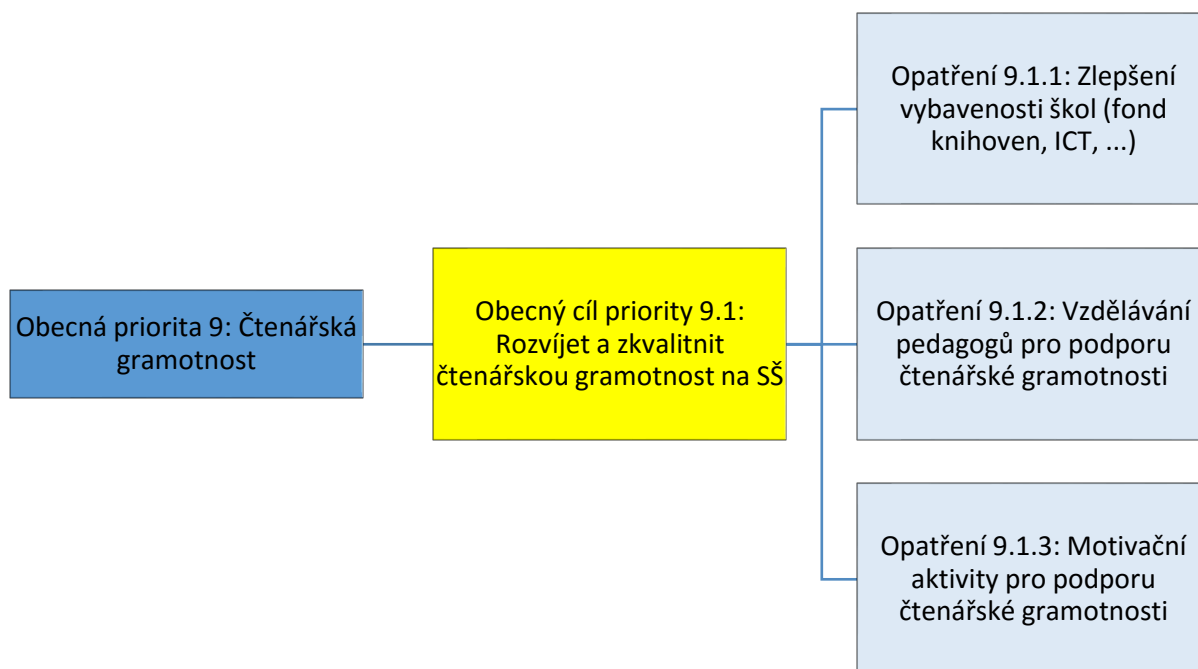 Obecná priorita 9: Čtenářská
gramotnost
Obecný cíl priority 9.1:
Rozvíjet a zkvalitnit
čtenářskou gramotnost na SŠ
Opatření 9.1.1: Zlepšení
vybavenosti škol (fond
knihoven, ICT, ...)
Opatření 9.1.2: Vzdělávání
pedagogů pro podporu
čtenářské gramotnosti
Opatření 9.1.3: Motivační
aktivity pro podporu
čtenářské gramotnosti